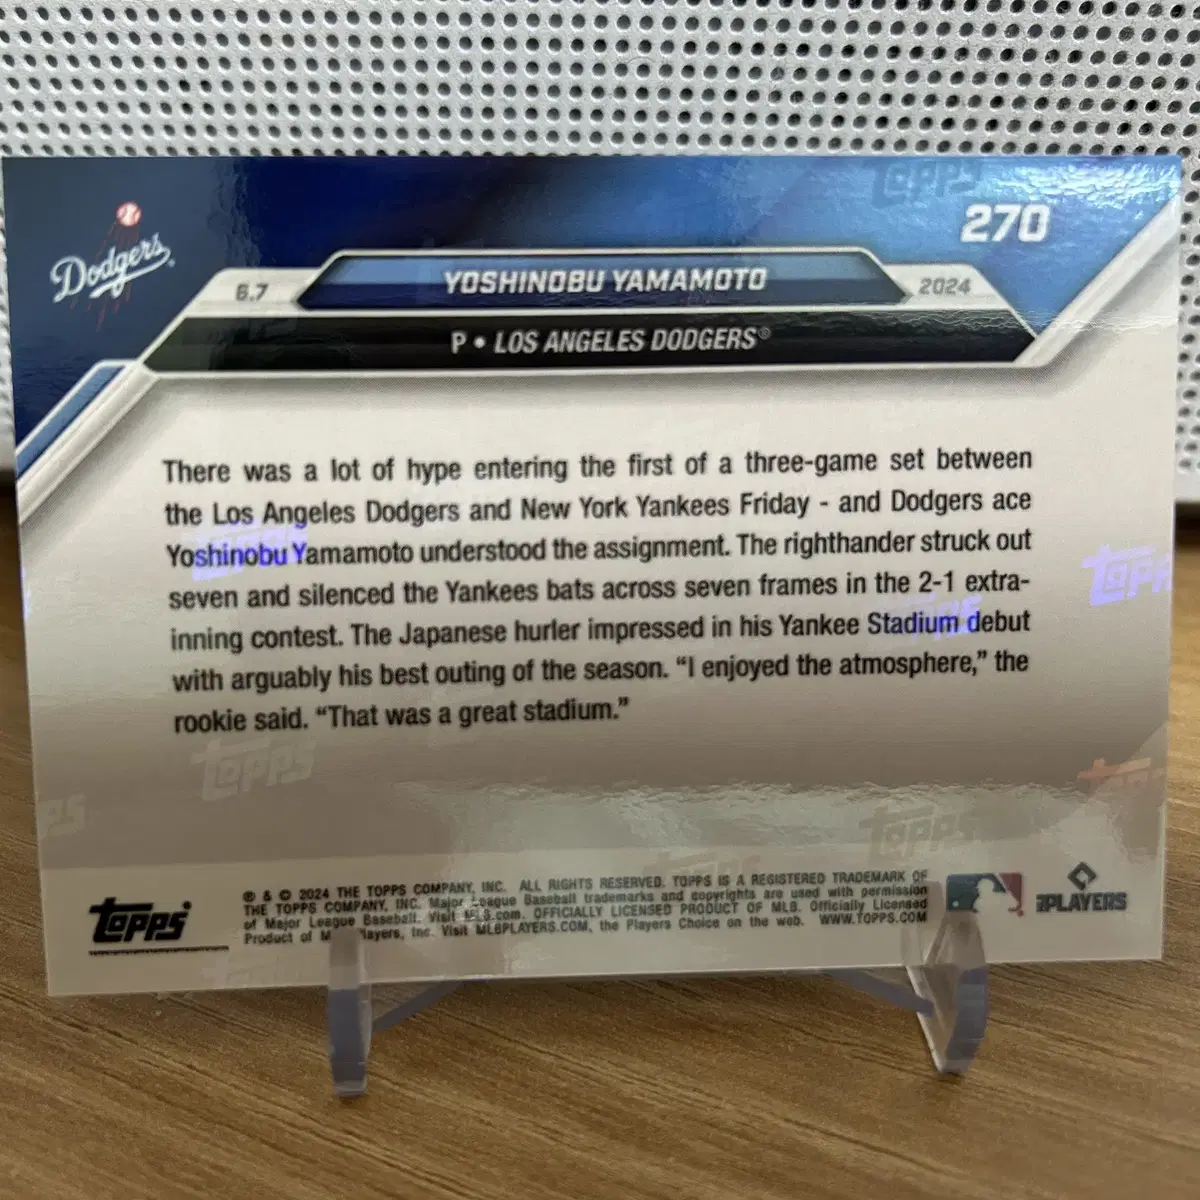 Dodgers
270
6.7
YOSHINOBU YAMAMOTO
2024
P • LOS ANGELES DODGERS®
There was a lot of hype entering the first of a three-game set between
the Los Angeles Dodgers and New York Yankees Friday - and Dodgers ace
Yoshinobu Yamamoto understood the assignment. The righthander struck out
seven and silenced the Yankees bats across seven frames in the 2-1 extra-
inning contest. The Japanese hurler impressed in his Yankee Stadium debut
with arguably his best outing of the season. “I enjoyed the atmosphere,” the
rookie said. “That was a great stadium.”
TOPPS
® & © 2024 THE TOPPS COMPANY, INC. ALL RIGHTS RESERVED. TOPPS IS A REGISTERED TRADEMARK OF
THE TOPPS COMPANY, INC. Major League Baseball trademarks and copyrights are used with permission
of Major League Baseball. Visit MLB.com. OFFICIALLY LICENSED PRODUCT OF MLB. Officially Licensed
Product of Players, Inc. Visit MLBPLAYERS.COM, the Players Choice on the web. WWW.TOPPS.COM
PLAYERS